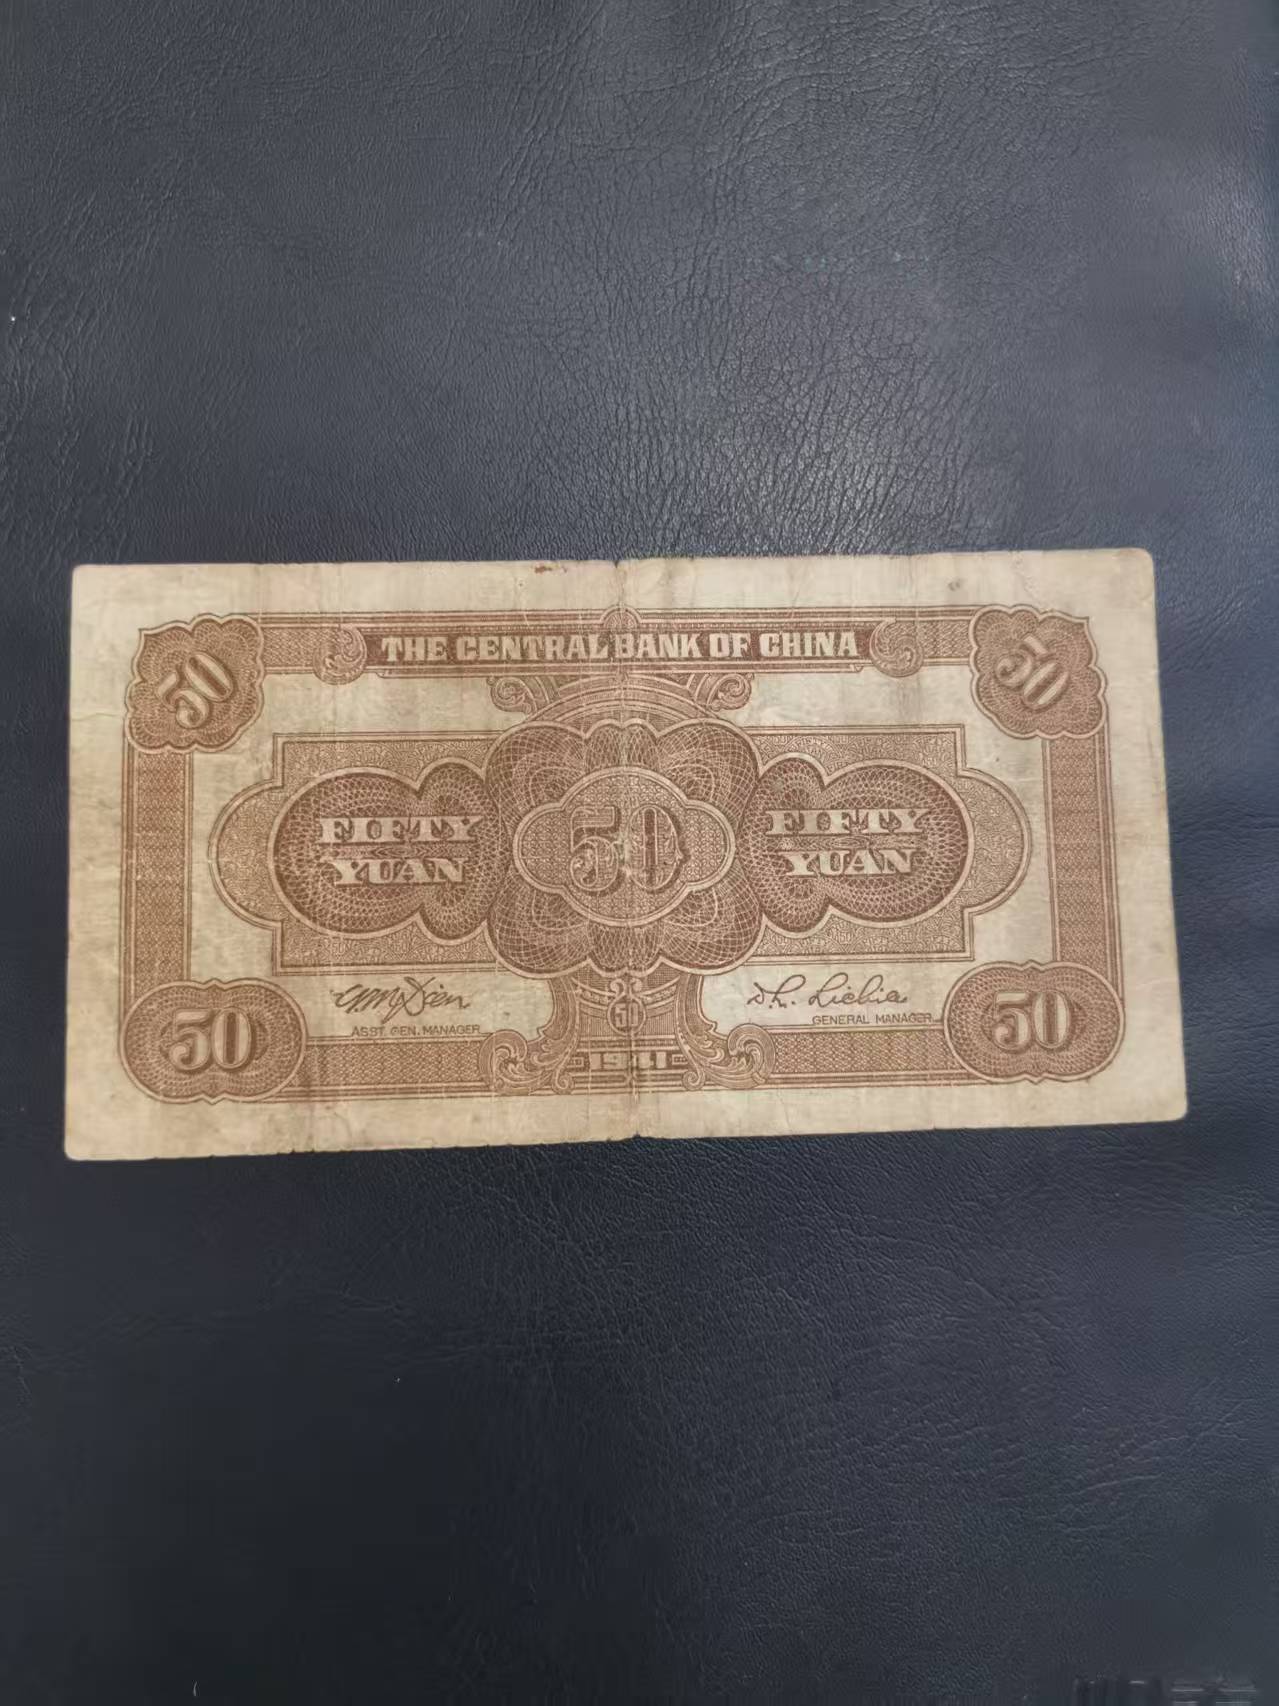 THE CENTRAL BANK OF CHINA
50 50
FIFTY YUAN
50
FIFTY YUAN
ASST. GEN. MANAGER
GENERAL MANAGER
50
50 50
1941